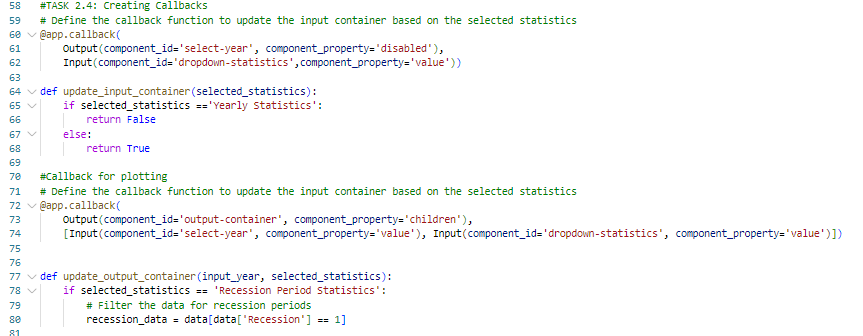 58 #TASK 2.4: Creating Callbacks
59 # Define the callback function to update the input container based on the selected statistics
60 @app.callback(
61     Output(component_id='select-year', component_property='disabled'),
62     Input(component_id='dropdown-statistics',component_property='value'))
63
64 def update_input_container(selected_statistics):
65     if selected_statistics =='Yearly Statistics':
66         return False
67     else:
68         return True
69
70 #Callback for plotting
71 # Define the callback function to update the input container based on the selected statistics
72 @app.callback(
73     Output(component_id='output-container', component_property='children'),
74     [Input(component_id='select-year', component_property='value'), Input(component_id='dropdown-statistics', component_property='value')])
75
76
77 def update_output_container(input_year, selected_statistics):
78     if selected_statistics == 'Recession Period Statistics':
79         # Filter the data for recession periods
80         recession_data = data[data['Recession'] == 1]
81